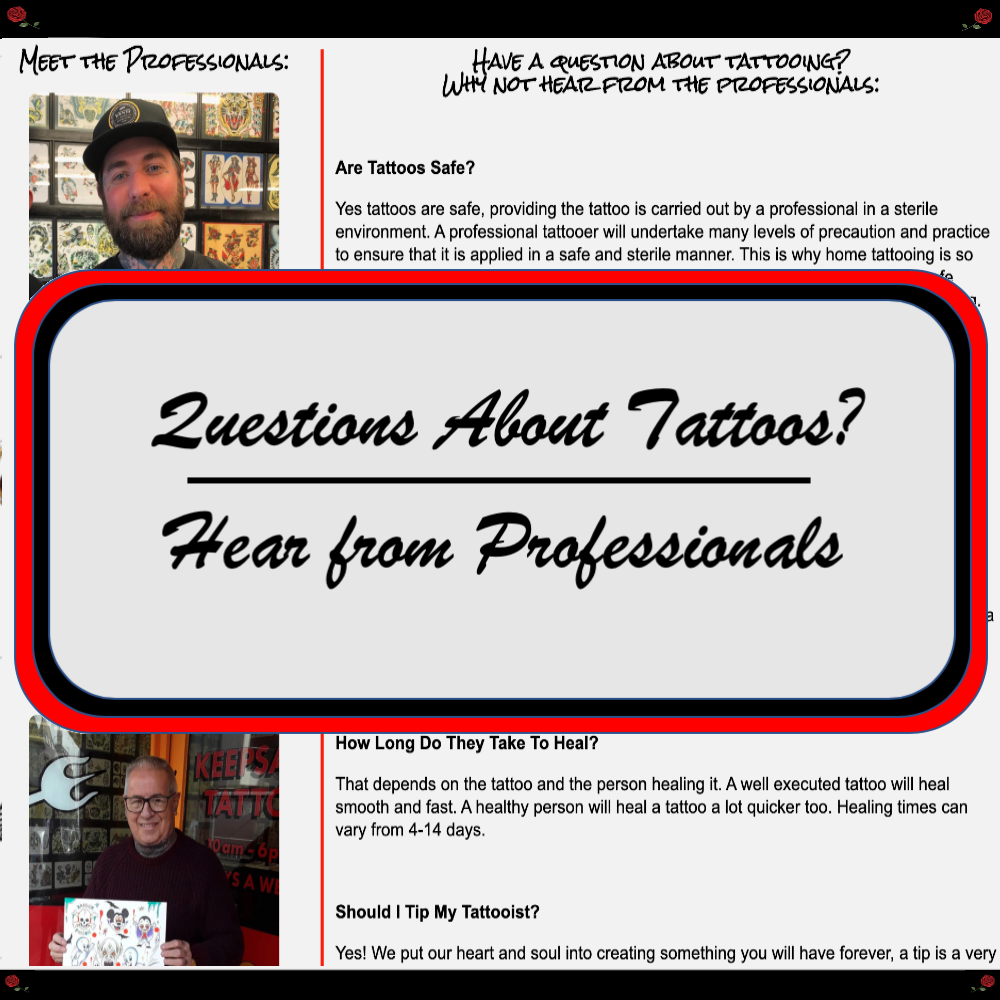 Meet the Professionals:
Have a question about tattooing?
Why not hear from the professionals:
Are Tattoos Safe?
Yes tattoos are safe, providing the tattoo is carried out by a professional in a sterile
environment. A professional tattooer will undertake many levels of precaution and practice
to ensure that it is applied in a safe and sterile manner. This is why home tattooing is so
Questions About Tattoos?
Hear from Professionals
a
How Long Do They Take To Heal?
That depends on the tattoo and the person healing it. A well executed tattoo will heal
smooth and fast. A healthy person will heal a tattoo a lot quicker too. Healing times can
vary from 4-14 days.
KEEPSA
TATTO
10am - 6p
YS A WE
Should I Tip My Tattooist?
Yes! We put our heart and soul into creating something you will have forever, a tip is a very